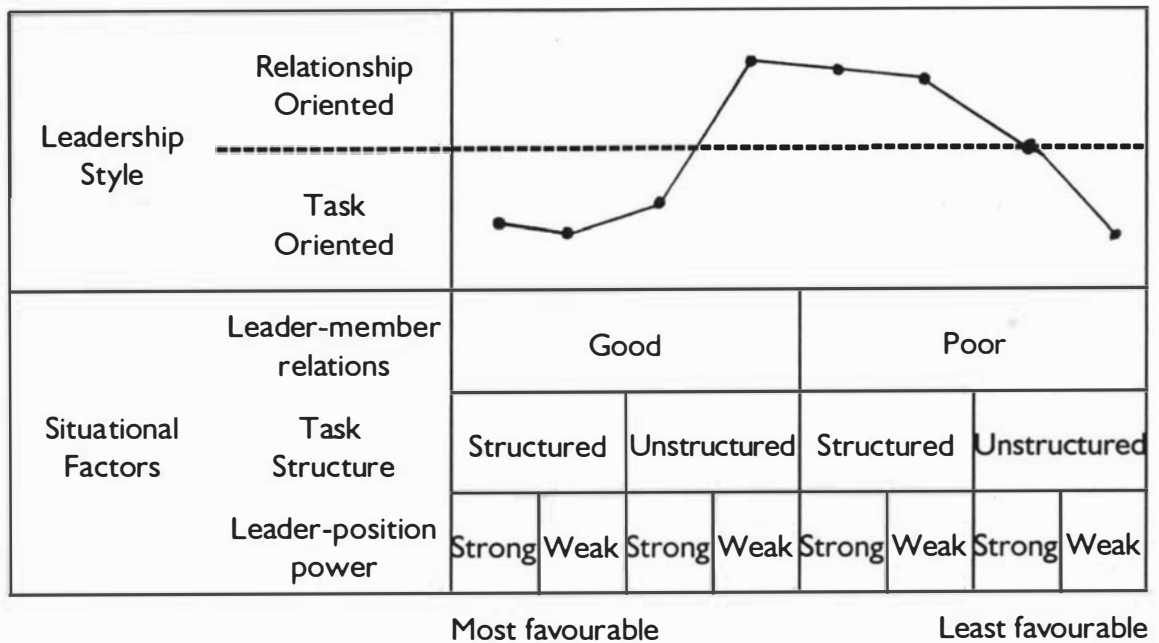 Relationship
Oriented
Leadership
Style
Task
Oriented
Leader-member
relations
Good
Poor
Situational
Factors
Task
Structure
Structured
Unstructured
Structured
Unstructured
Leader-position
power
Strong
Weak
Strong
Weak
Strong
Weak
Strong
Weak
Most favourable
Least favourable